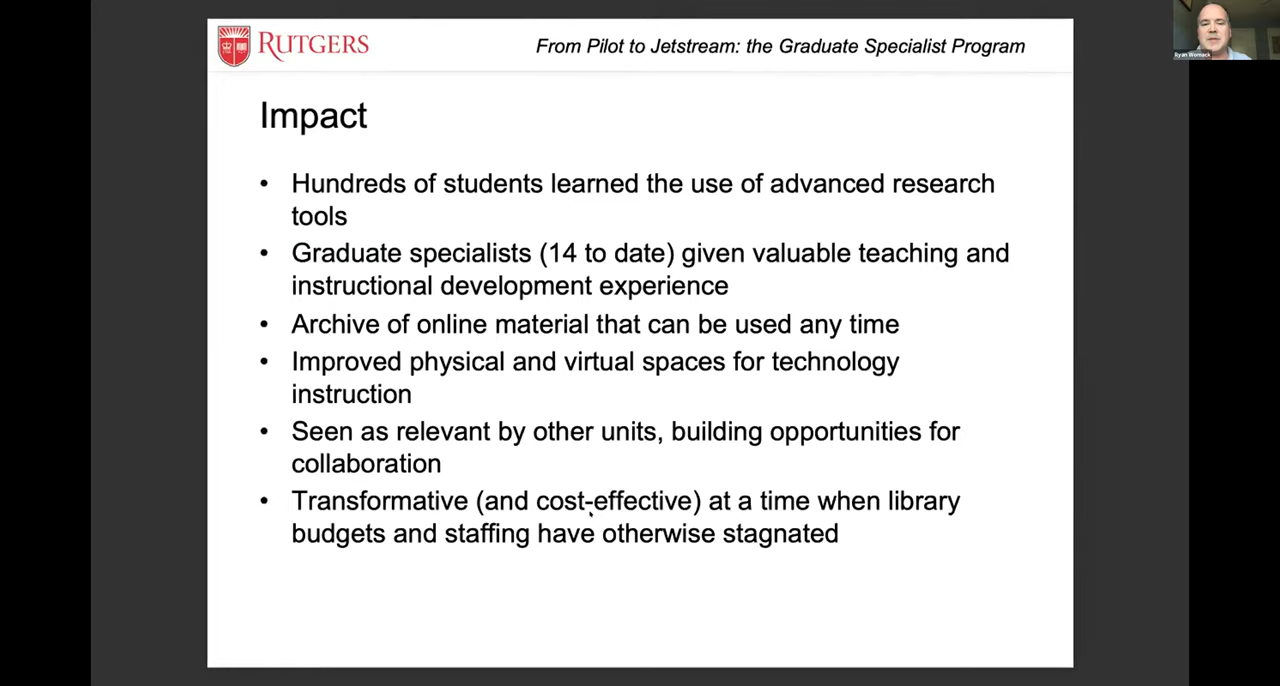 RUTGERS
From Pilot to Jetstream: the Graduate Specialist Program
Ryan Womack
Impact
• Hundreds of students learned the use of advanced research
tools
• Graduate specialists (14 to date) given valuable teaching and
instructional development experience
• Archive of online material that can be used any time
• Improved physical and virtual spaces for technology
instruction
• Seen as relevant by other units, building opportunities for
collaboration
• Transformative (and cost-effective) at a time when library
budgets and staffing have otherwise stagnated